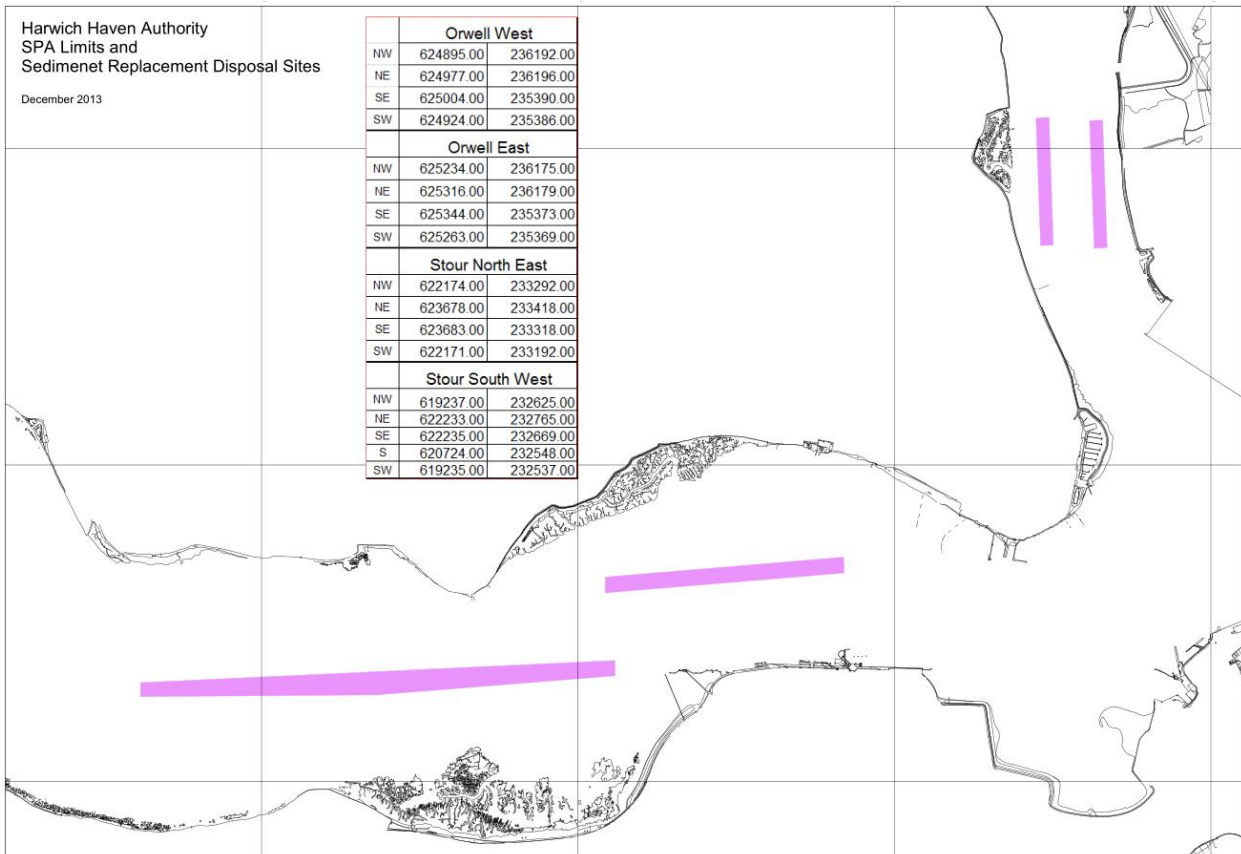 Harwich Haven Authority
SPA Limits and
Sedimenet Replacement Disposal Sites
December 2013
Orwell West
NW 624895.00 236192.00
NE 624977.00 236196.00
SE 625004.00 235390.00
SW 624924.00 235386.00
Orwell East
NW 625234.00 236175.00
NE 625316.00 236179.00
SE 625344.00 235373.00
SW 625263.00 235369.00
Stour North East
NW 622174.00 233292.00
NE 623678.00 233418.00
SE 623683.00 233318.00
SW 622171.00 233192.00
Stour South West
NW 619237.00 232625.00
NE 622233.00 232765.00
SE 622235.00 232669.00
S 620724.00 232548.00
SW 619235.00 232537.00